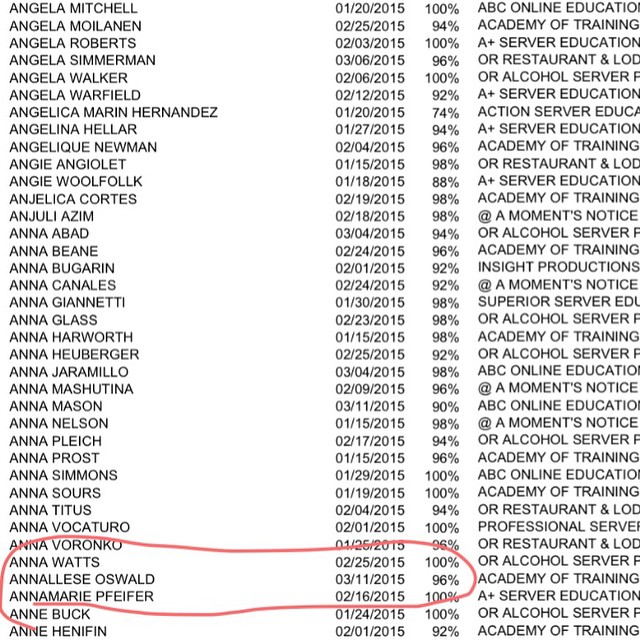 ANGELA MITCHELL 01/20/2015 100% ABC ONLINE EDUCATION
ANGELA MOILANEN 02/25/2015 94% ACADEMY OF TRAINING
ANGELA ROBERTS 02/03/2015 100% A+ SERVER EDUCATION
ANGELA SIMMERMAN 03/06/2015 96% OR RESTAURANT & LOD
ANGELA WALKER 02/06/2015 100% OR ALCOHOL SERVER P
ANGELA WARFIELD 02/12/2015 92% A+ SERVER EDUCATION
ANGELICA MARIN HERNANDEZ 01/20/2015 74% ACTION SERVER EDUCA
ANGELINA HELLAR 01/27/2015 94% A+ SERVER EDUCATION
ANGELIQUE NEWMAN 02/04/2015 96% ACADEMY OF TRAINING
ANGIE ANGIOLET 01/15/2015 98% OR RESTAURANT & LOD
ANGIE WOOLFOLLK 01/18/2015 88% A+ SERVER EDUCATION
ANJELICA CORTES 02/19/2015 98% ACADEMY OF TRAINING
ANJULI AZIM 02/18/2015 98% @ A MOMENT'S NOTICE
ANNA ABAD 03/04/2015 94% OR ALCOHOL SERVER P
ANNA BEANE 02/24/2015 96% ACADEMY OF TRAINING
ANNA BUGARIN 02/01/2015 92% INSIGHT PRODUCTIONS
ANNA CANALES 02/24/2015 92% @ A MOMENT'S NOTICE
ANNA GIANNETTI 01/30/2015 98% SUPERIOR SERVER EDU
ANNA GLASS 02/23/2015 98% OR ALCOHOL SERVER P
ANNA HARWORTH 01/15/2015 98% ACADEMY OF TRAINING
ANNA HEUBERGER 02/25/2015 92% OR ALCOHOL SERVER P
ANNA JARAMILLO 03/04/2015 98% ABC ONLINE EDUCATION
ANNA MASHUTINA 02/09/2015 96% @ A MOMENT'S NOTICE
ANNA MASON 03/11/2015 90% ABC ONLINE EDUCATION
ANNA NELSON 01/15/2015 98% @ A MOMENT'S NOTICE
ANNA PLEICH 02/17/2015 94% OR ALCOHOL SERVER P
ANNA PROST 01/15/2015 96% ACADEMY OF TRAINING
ANNA SIMMONS 01/29/2015 100% ABC ONLINE EDUCATION
ANNA SOURS 01/19/2015 100% ACADEMY OF TRAINING
ANNA TITUS 02/04/2015 94% OR RESTAURANT & LOD
ANNA VOCATURO 02/01/2015 100% PROFESSIONAL SERVER
ANNA VORONKO 01/25/2015 96% OR RESTAURANT & LOD
ANNA WATTS 02/25/2015 100% OR ALCOHOL SERVER P
ANNALLESE OSWALD 03/11/2015 96% ACADEMY OF TRAINING
ANNAMARIE PFEIFER 02/16/2015 100% A+ SERVER EDUCATION
ANNE BUCK 01/24/2015 100% OR ALCOHOL SERVER P
ANNE HENIFIN 02/01/2015 92% ACADEMY OF TRAINING